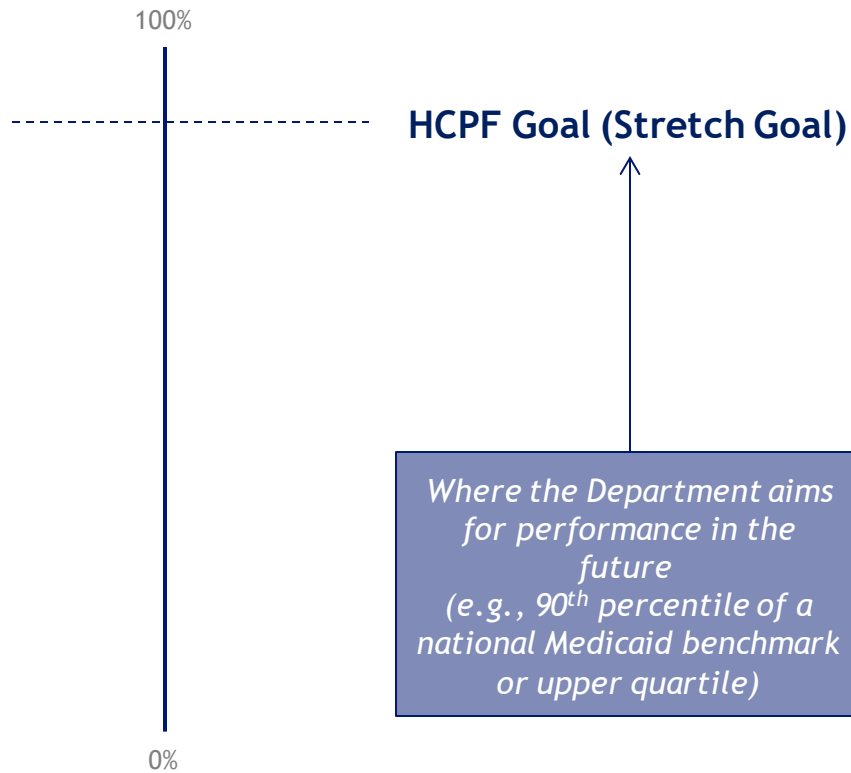 100%
HCPF Goal (Stretch Goal)
Where the Department aims
for performance in the
future
(e.g., 90th percentile of a
national Medicaid benchmark
or upper quartile)
0%